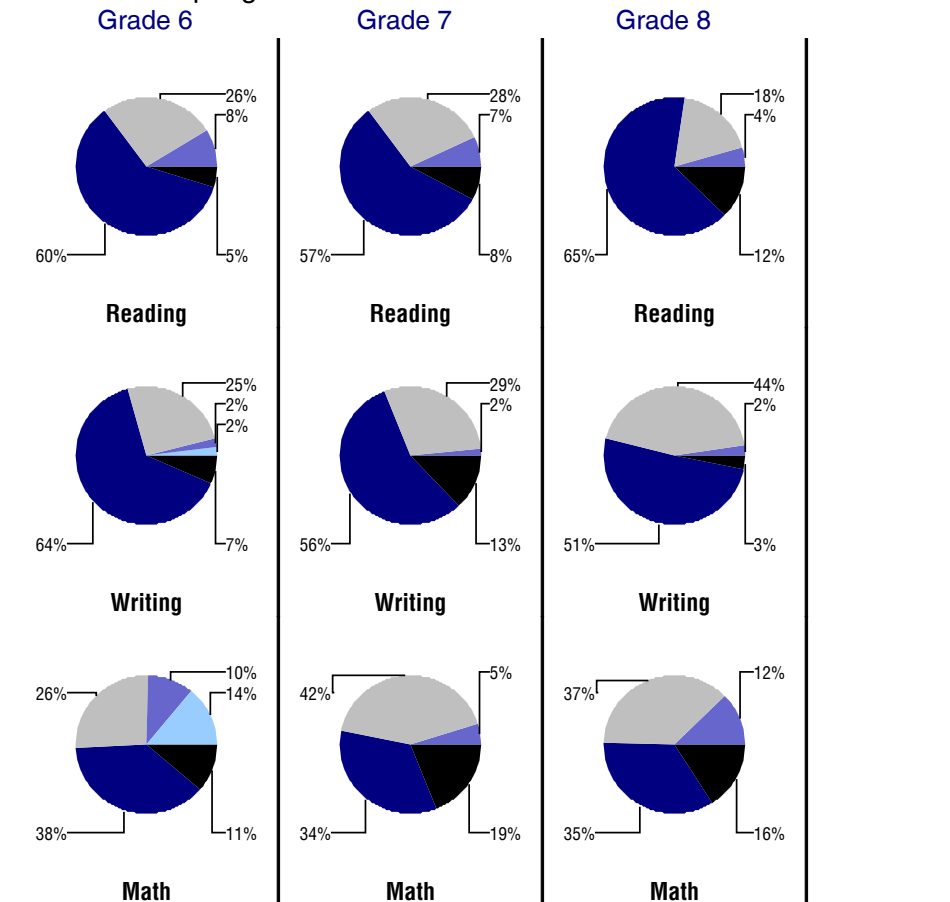 Grade 6 Grade 7 Grade 8
26% 28% 18%
8% 7% 4%
60% 5% 57% 8% 65% 12%
Reading Reading Reading
25% 29% 44%
2% 2% 2%
2%
64% 7% 56% 13% 51% 3%
Writing Writing Writing
10% 5% 12%
26% 14% 42% 37%
38% 11% 34% 19% 35% 16%
Math Math Math